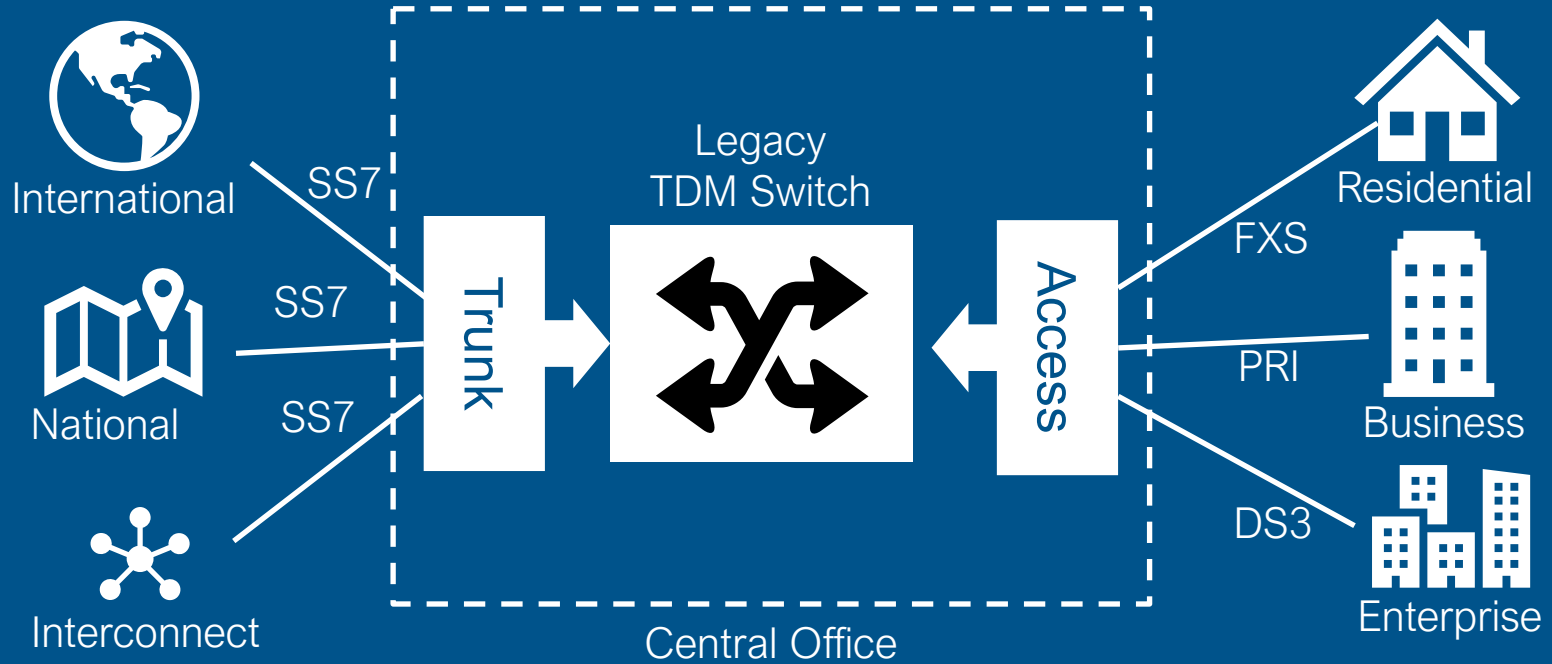 International
SS7
National
SS7
Interconnect
SS7
Trunk
Legacy
TDM Switch
Access
Central Office
FXS
Residential
PRI
Business
DS3
Enterprise